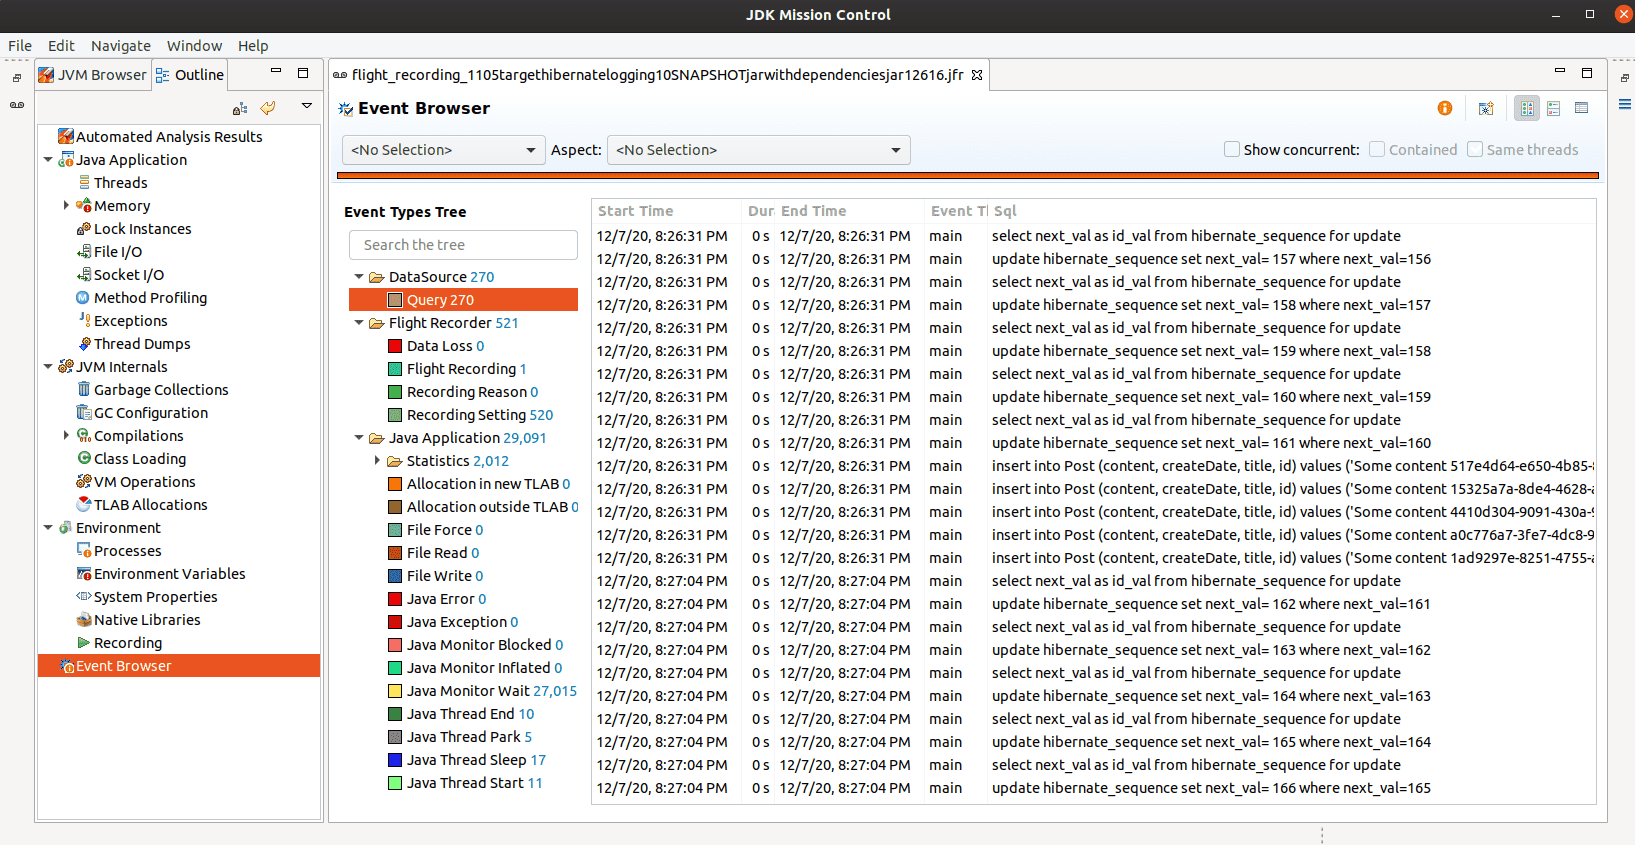 JDK Mission Control
File Edit Navigate Window Help
JVM Browser Outline
flight_recording_1105targethibernatelogging10SNAPSHOTjarwithdependenciesjar12616.jfr
Automated Analysis Results
Java Application
Threads
Memory
Lock Instances
File I/O
Socket I/O
Method Profiling
Exceptions
Thread Dumps
JVM Internals
Garbage Collections
GC Configuration
Compilations
Class Loading
VM Operations
TLAB Allocations
Environment
Processes
Environment Variables
System Properties
Native Libraries
Recording
Event Browser
Event Browser
<No Selection> Aspect: <No Selection> Show concurrent: Contained Same threads
Event Types Tree
Search the tree
DataSource 270
Query 270
Flight Recorder 521
Data Loss 0
Flight Recording 1
Recording Reason 0
Recording Setting 520
Java Application 29,091
Statistics 2,012
Allocation in new TLAB 0
Allocation outside TLAB 0
File Force 0
File Read 0
File Write 0
Java Error 0
Java Exception 0
Java Monitor Blocked 0
Java Monitor Inflated 0
Java Monitor Wait 27,015
Java Thread End 10
Java Thread Park 5
Java Thread Sleep 17
Java Thread Start 11
Start Time Dur End Time Event T Sql
12/7/20, 8:26:31 PM 0 s 12/7/20, 8:26:31 PM main select next_val as id_val from hibernate_sequence for update
12/7/20, 8:26:31 PM 0 s 12/7/20, 8:26:31 PM main update hibernate_sequence set next_val= 157 where next_val=156
12/7/20, 8:26:31 PM 0 s 12/7/20, 8:26:31 PM main select next_val as id_val from hibernate_sequence for update
12/7/20, 8:26:31 PM 0 s 12/7/20, 8:26:31 PM main update hibernate_sequence set next_val= 158 where next_val=157
12/7/20, 8:26:31 PM 0 s 12/7/20, 8:26:31 PM main select next_val as id_val from hibernate_sequence for update
12/7/20, 8:26:31 PM 0 s 12/7/20, 8:26:31 PM main update hibernate_sequence set next_val= 159 where next_val=158
12/7/20, 8:26:31 PM 0 s 12/7/20, 8:26:31 PM main select next_val as id_val from hibernate_sequence for update
12/7/20, 8:26:31 PM 0 s 12/7/20, 8:26:31 PM main update hibernate_sequence set next_val= 160 where next_val=159
12/7/20, 8:26:31 PM 0 s 12/7/20, 8:26:31 PM main select next_val as id_val from hibernate_sequence for update
12/7/20, 8:26:31 PM 0 s 12/7/20, 8:26:31 PM main update hibernate_sequence set next_val= 161 where next_val=160
12/7/20, 8:26:31 PM 0 s 12/7/20, 8:26:31 PM main insert into Post (content, createDate, title, id) values ('Some content 517e4d64-e650-4b85-
12/7/20, 8:26:31 PM 0 s 12/7/20, 8:26:31 PM main insert into Post (content, createDate, title, id) values ('Some content 15325a7a-8de4-4628-
12/7/20, 8:26:31 PM 0 s 12/7/20, 8:26:31 PM main insert into Post (content, createDate, title, id) values ('Some content 4410d304-9091-430a-
12/7/20, 8:26:31 PM 0 s 12/7/20, 8:26:31 PM main insert into Post (content, createDate, title, id) values ('Some content a0c776a7-3fe7-4dc8-9
12/7/20, 8:26:31 PM 0 s 12/7/20, 8:26:31 PM main insert into Post (content, createDate, title, id) values ('Some content 1ad9297e-8251-4755-
12/7/20, 8:27:04 PM 0 s 12/7/20, 8:27:04 PM main select next_val as id_val from hibernate_sequence for update
12/7/20, 8:27:04 PM 0 s 12/7/20, 8:27:04 PM main update hibernate_sequence set next_val= 162 where next_val=161
12/7/20, 8:27:04 PM 0 s 12/7/20, 8:27:04 PM main select next_val as id_val from hibernate_sequence for update
12/7/20, 8:27:04 PM 0 s 12/7/20, 8:27:04 PM main update hibernate_sequence set next_val= 163 where next_val=162
12/7/20, 8:27:04 PM 0 s 12/7/20, 8:27:04 PM main select next_val as id_val from hibernate_sequence for update
12/7/20, 8:27:04 PM 0 s 12/7/20, 8:27:04 PM main update hibernate_sequence set next_val= 164 where next_val=163
12/7/20, 8:27:04 PM 0 s 12/7/20, 8:27:04 PM main select next_val as id_val from hibernate_sequence for update
12/7/20, 8:27:04 PM 0 s 12/7/20, 8:27:04 PM main update hibernate_sequence set next_val= 165 where next_val=164
12/7/20, 8:27:04 PM 0 s 12/7/20, 8:27:04 PM main select next_val as id_val from hibernate_sequence for update
12/7/20, 8:27:04 PM 0 s 12/7/20, 8:27:04 PM main update hibernate_sequence set next_val= 166 where next_val=165